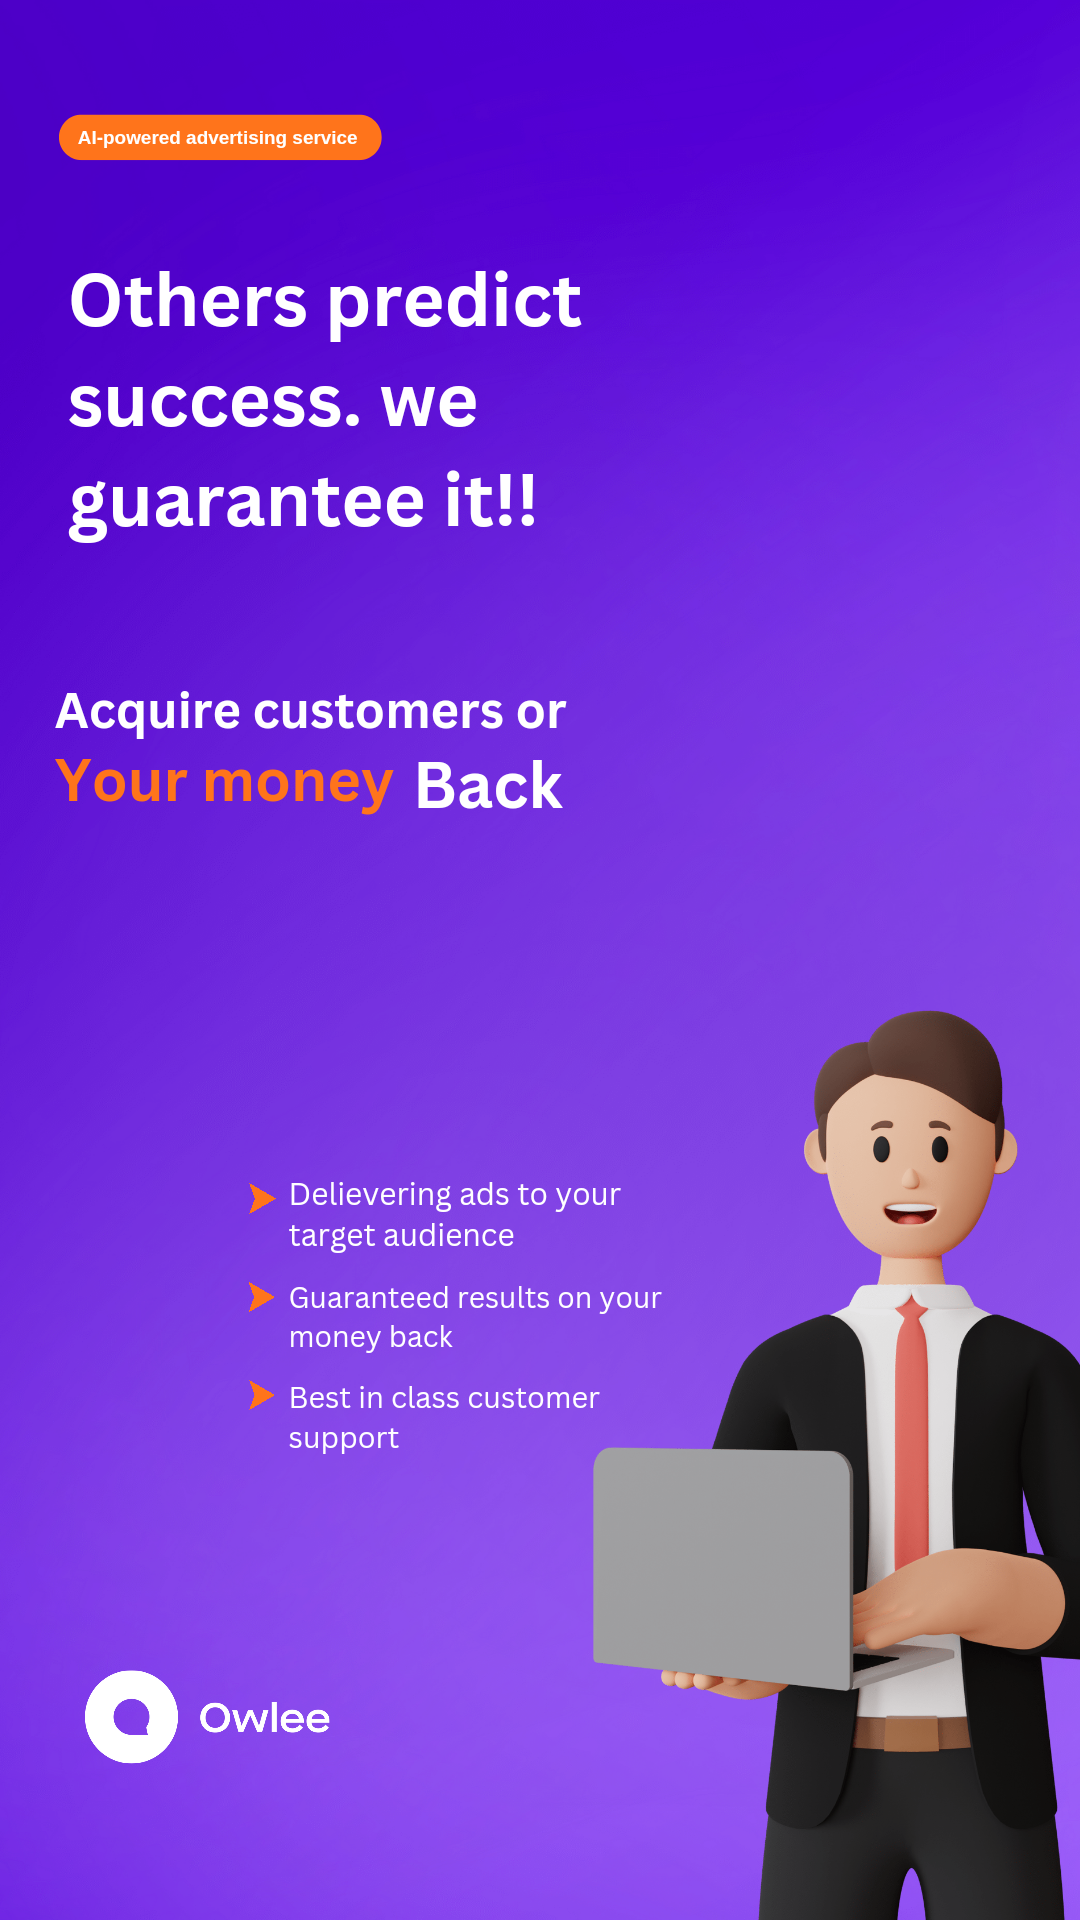 AI-powered advertising service
Others predict
success. we
guarantee it!!
Acquire customers or
Your money Back
Delievering ads to your
target audience
Guaranteed results on your
money back
Best in class customer
support
Owlee